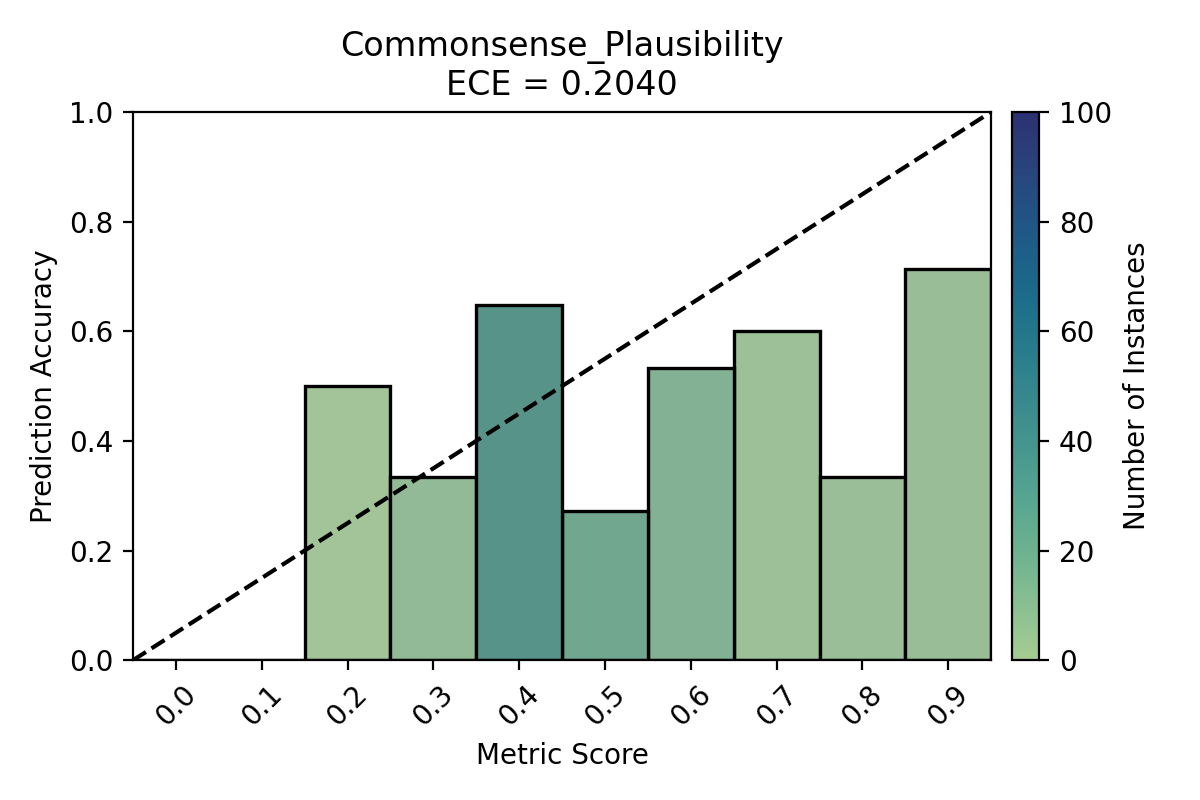 Commonsense_Plausibility
ECE = 0.2040
1.0
0.8
0.6
0.4
0.2
0.0
Prediction Accuracy
0.0 0.1 0.2 0.3 0.4 0.5 0.6 0.7 0.8 0.9
Metric Score
100
80
60
40
20
0
Number of Instances